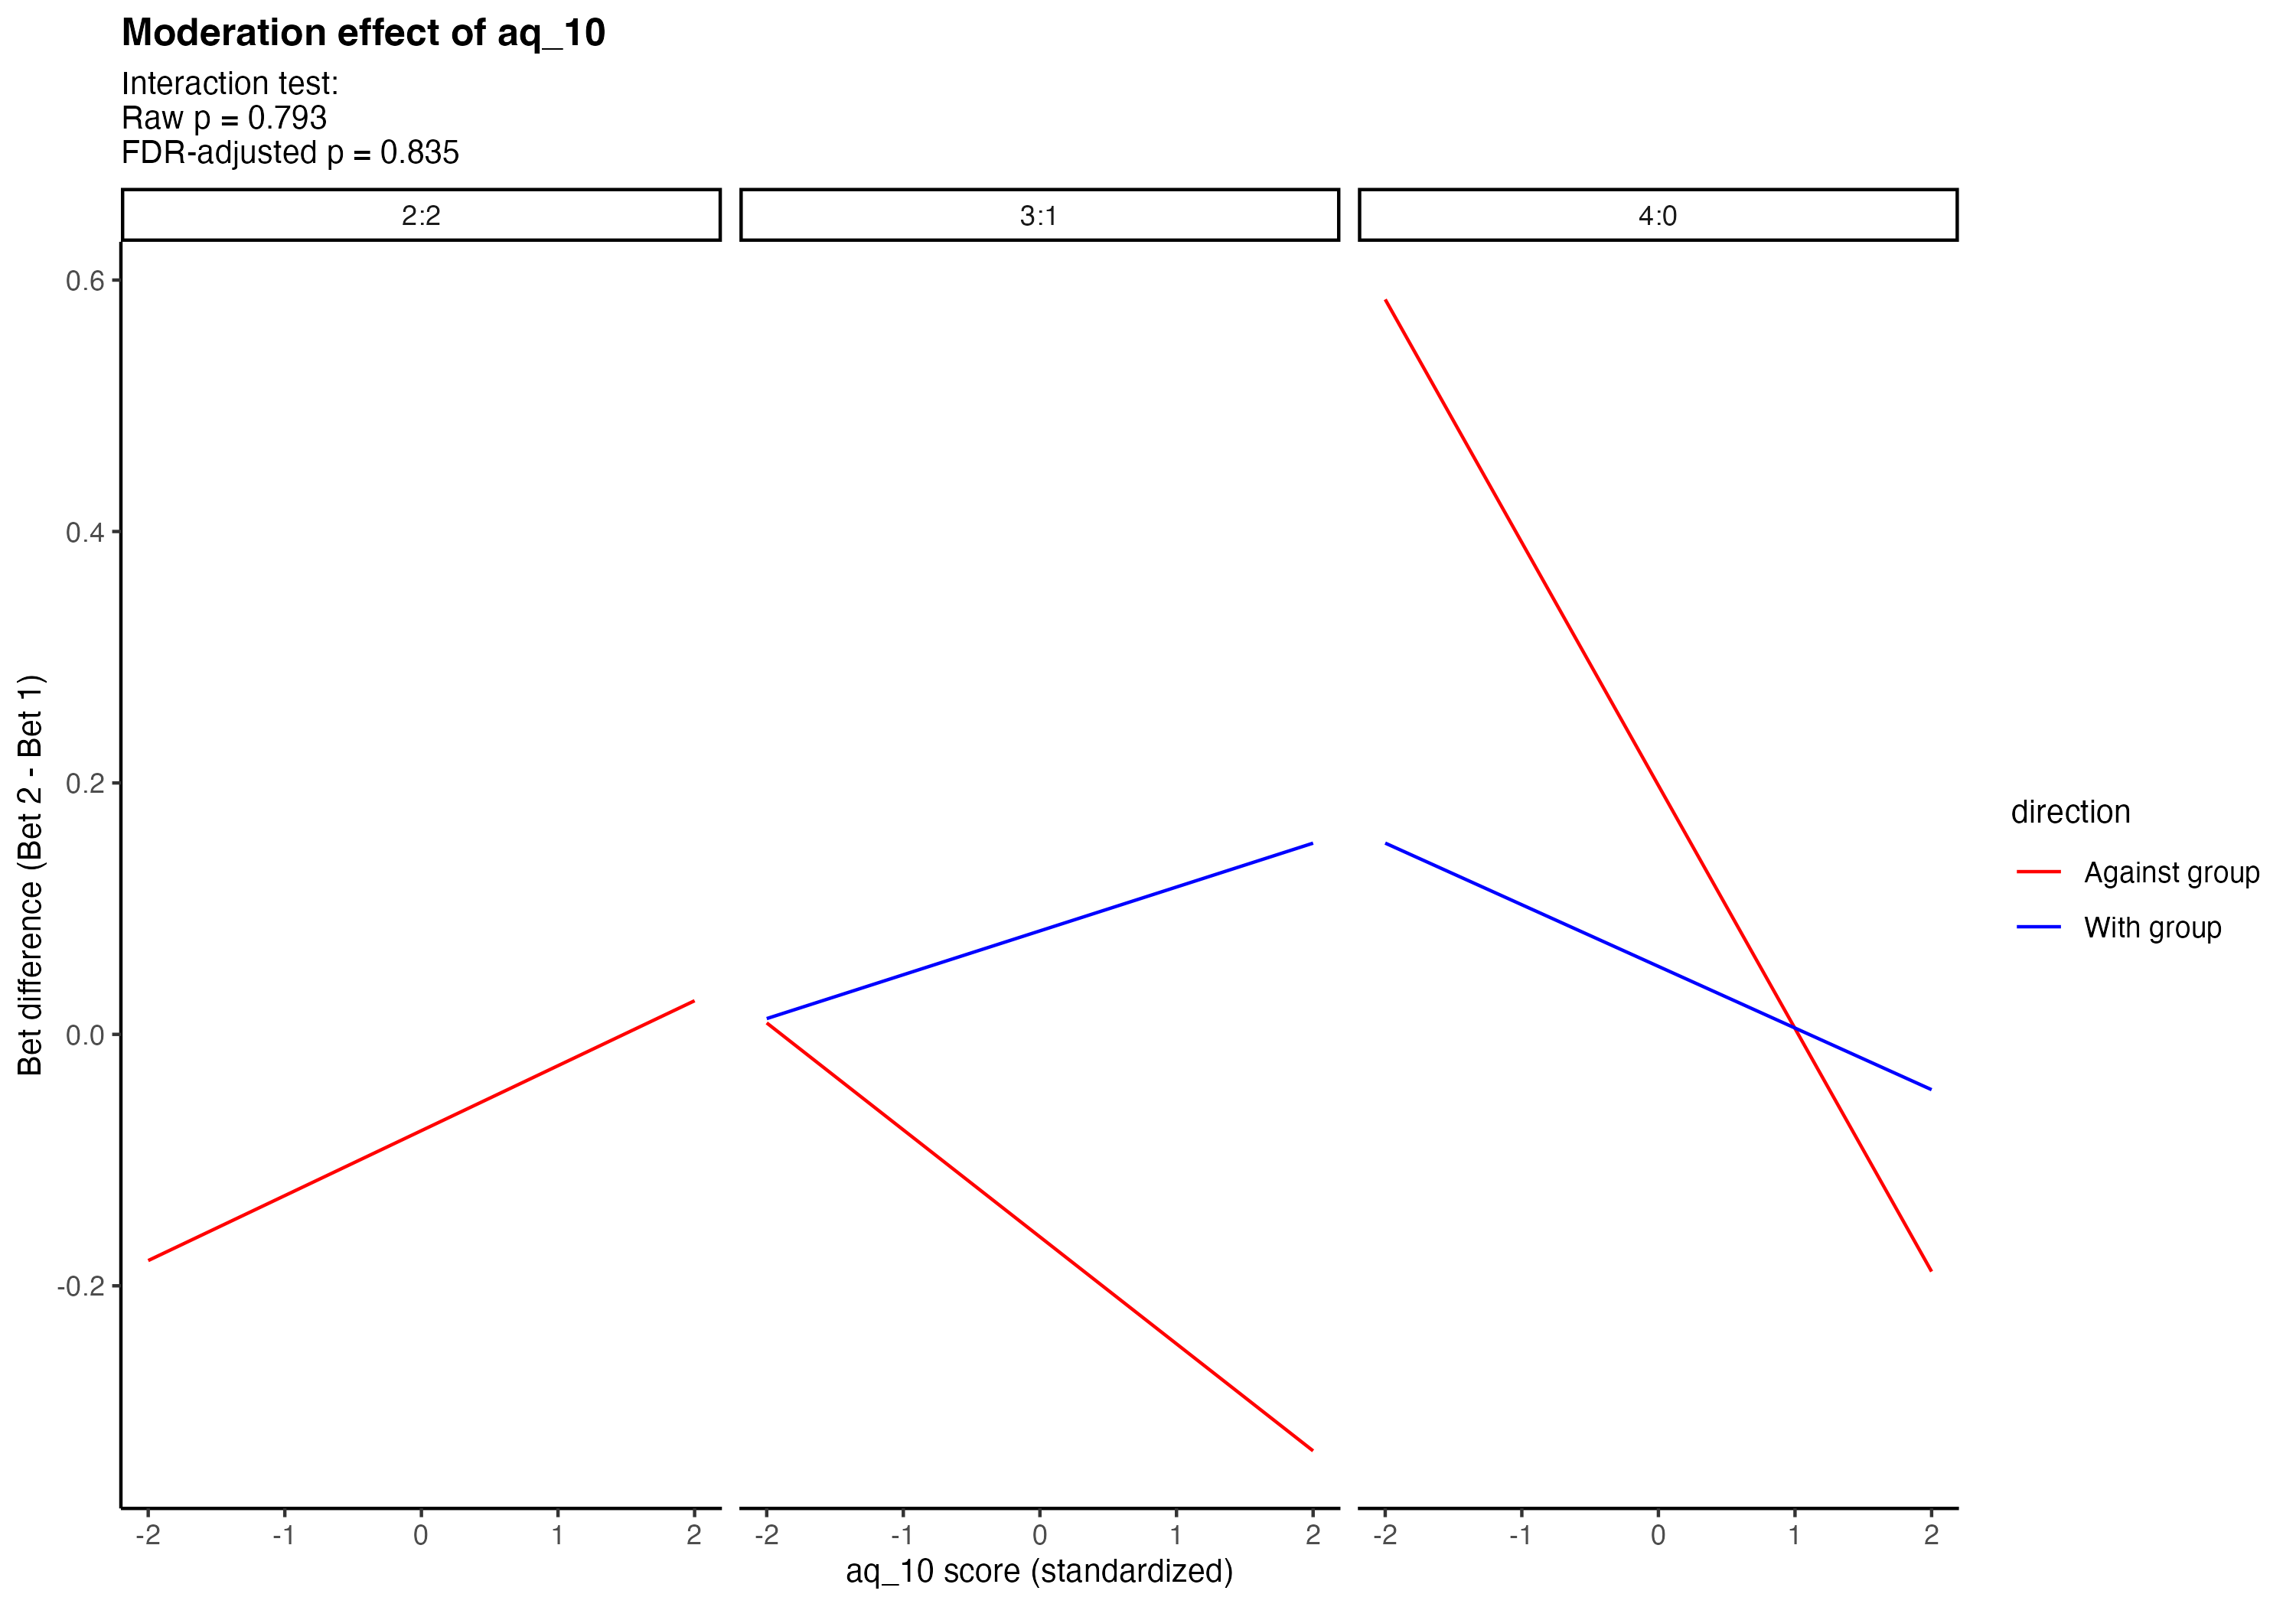 Moderation effect of aq_10
Interaction test:
Raw p = 0.793
FDR-adjusted p = 0.835
2:2
3:1
4:0
0.6
0.4
0.2
0.0
-0.2
Bet difference (Bet 2 - Bet 1)
-2 -1 0 1 2
-2 -1 0 1 2
-2 -1 0 1 2
aq_10 score (standardized)
direction
Against group
With group